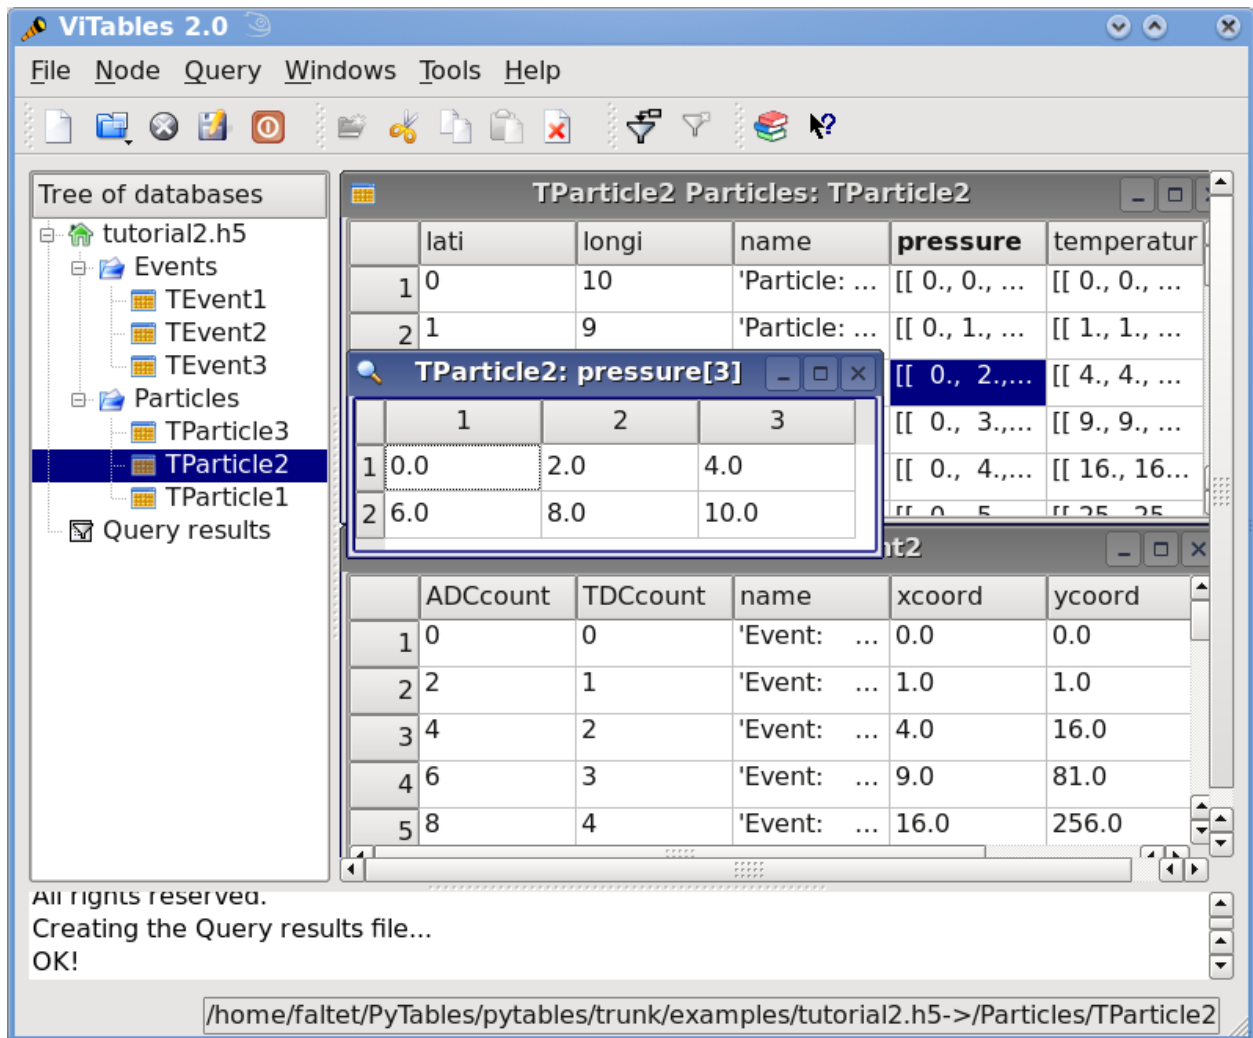 ViTables 2.0
File Node Query Windows Tools Help
Tree of databases
tutorial2.h5
Events
TEvent1
TEvent2
TEvent3
Particles
TParticle3
TParticle2
TParticle1
Query results
TParticle2 Particles: TParticle2
lati longi name pressure temperatur
1 0 10 'Particle: ... [[ 0., 0., ... [[ 0., 0., ...
2 1 9 'Particle: ... [[ 0., 1., ... [[ 1., 1., ...
[[ 0., 2.,... [[ 4., 4., ...
[[ 0., 3.,... [[ 9., 9., ...
[[ 0., 4.,... [[ 16., 16...
TParticle2: pressure[3]
1 2 3
1 0.0 2.0 4.0
2 6.0 8.0 10.0
nt2
ADCcount TDCcount name xcoord ycoord
1 0 0 'Event: ... 0.0 0.0
2 2 1 'Event: ... 1.0 1.0
3 4 2 'Event: ... 4.0 16.0
4 6 3 'Event: ... 9.0 81.0
5 8 4 'Event: ... 16.0 256.0
All rights reserved.
Creating the Query results file...
OK!
/home/faltet/PyTables/pytables/trunk/examples/tutorial2.h5->/Particles/TParticle2